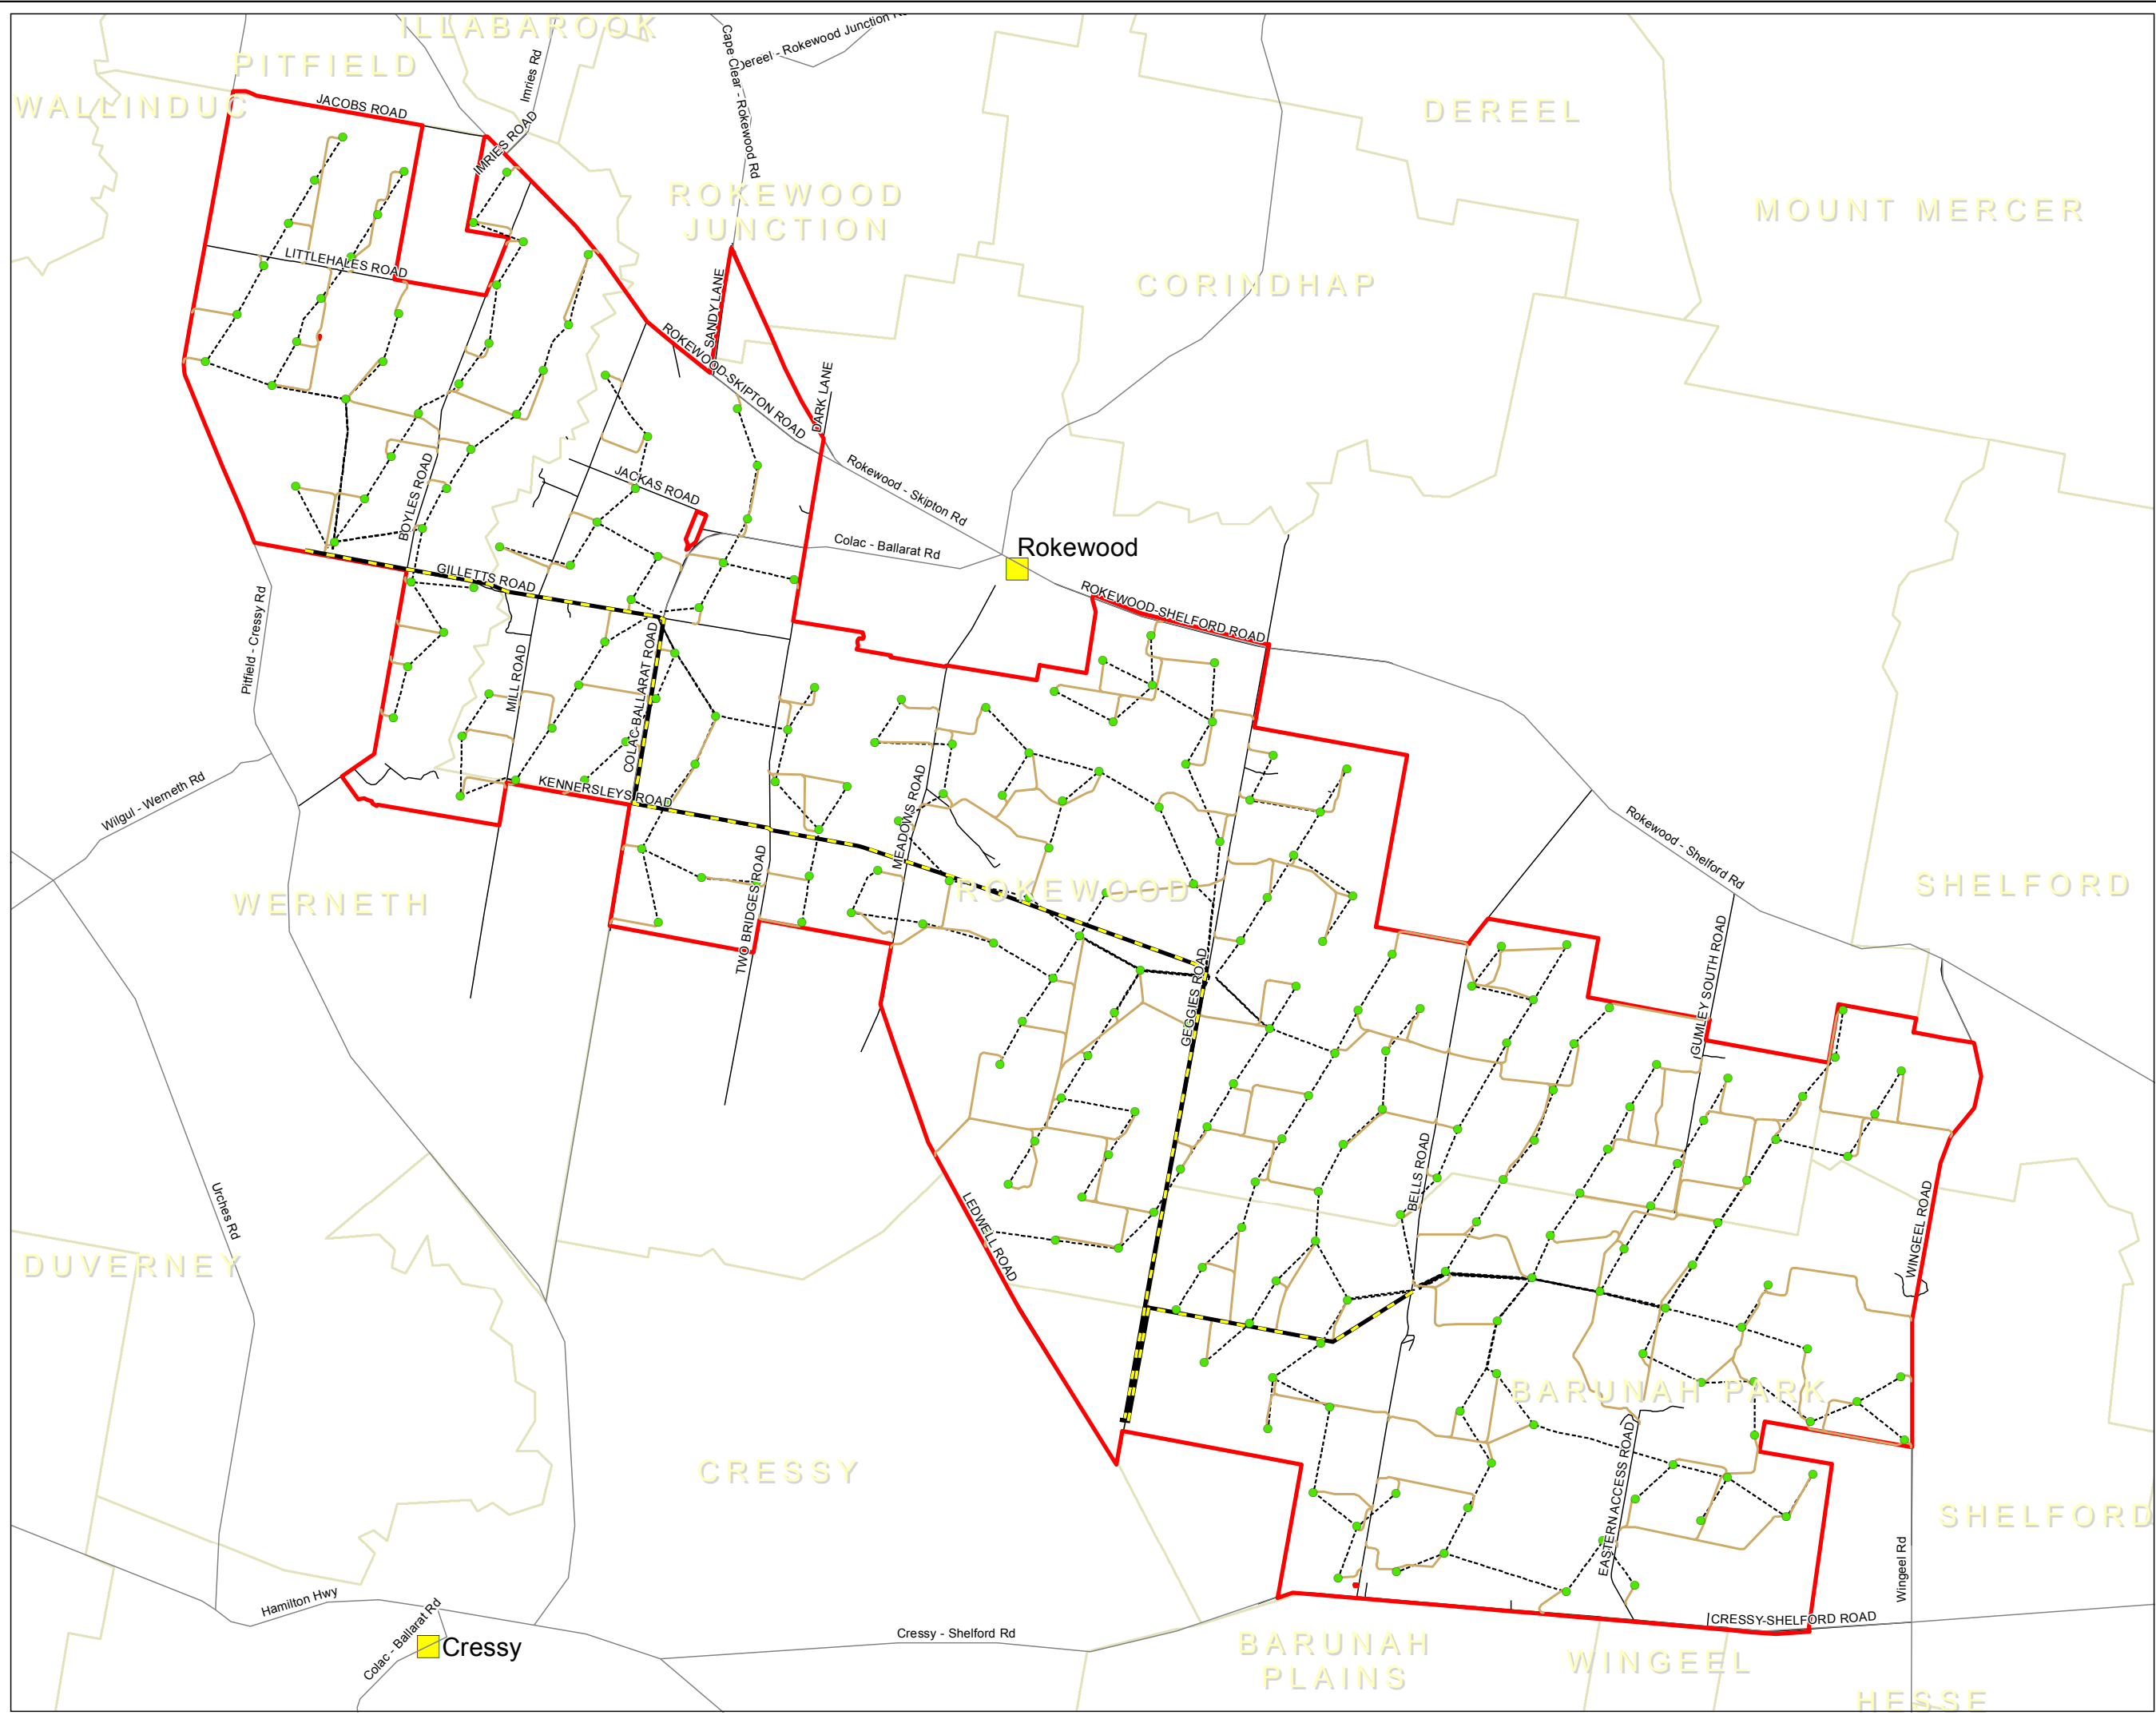 ILLABAROOK
PITFIELD
WALLINDUC
JACOBS ROAD
Imries Rd
IMRIES ROAD
Cape Clear - Rokewood Rd
Dereel - Rokewood Junction Rd
DEREEL
ROKEWOOD
JUNCTION
MOUNT MERCER
LITTLEHALES ROAD
CORINDHAP
SANDY LANE
ROKEWOOD-SKIPTON ROAD
DARK LANE
Rokewood - Skipton Rd
JACKAS ROAD
BOYLES ROAD
Colac - Ballarat Rd
Rokewood
GILLETTS ROAD
ROKEWOOD-SHELFORD ROAD
Pitfield - Cressy Rd
MILL ROAD
COLAC-BALLARAT ROAD
KENNERSLEYS ROAD
Wilgul - Werneth Rd
MEADOWS ROAD
TWO BRIDGES ROAD
Rokewood - Shelford Rd
WERNETH
ROKEWOOD
SHELFORD
GEGGIES ROAD
GUMLEY SOUTH ROAD
BELLS ROAD
LEDWELL ROAD
WINGEEL ROAD
Urches Rd
DUVERNEY
BARUNAH PARK
CRESSY
EASTERN ACCESS ROAD
SHELFORD
Wingeel Rd
Hamilton Hwy
Colac - Ballarat Rd
Cressy
Cressy - Shelford Rd
CRESSY-SHELFORD ROAD
BARUNAH
PLAINS
WINGEEL
HESSE